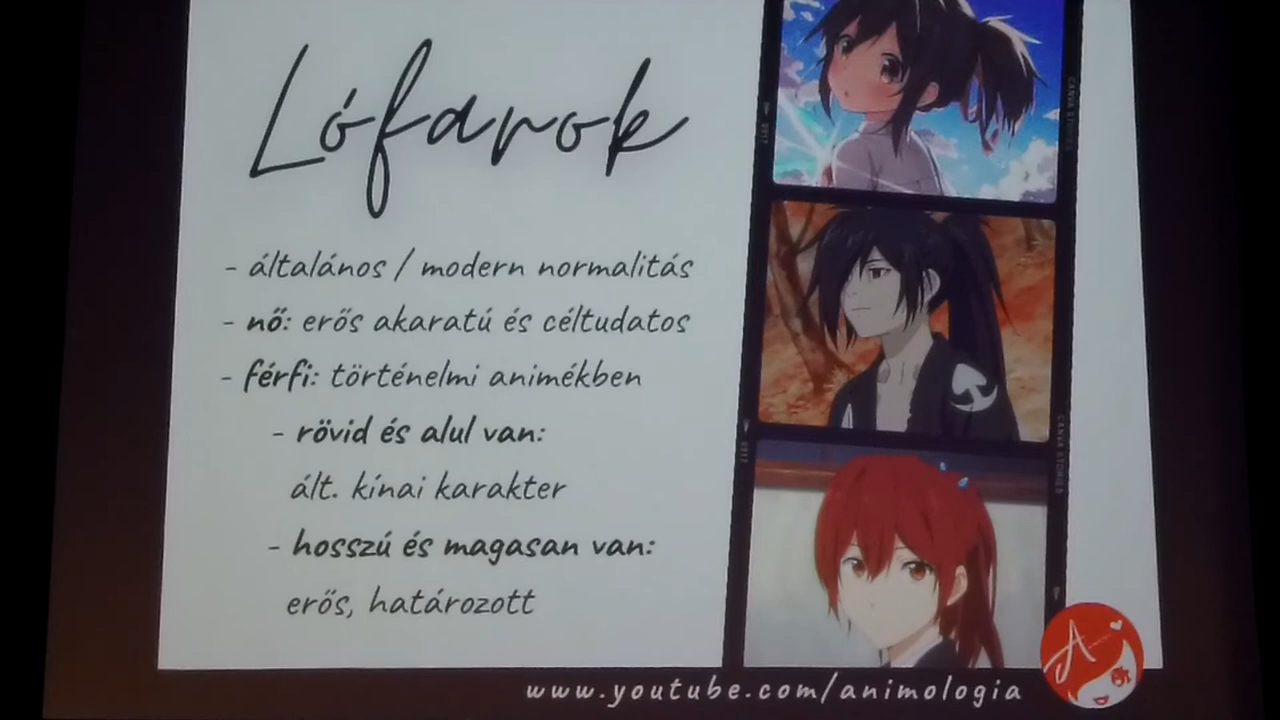 Lófarok
- általános / modern normalitás
- nő: erős akaratú és céltudatos
- férfi: történelmi animékben
- rövid és alul van:
ált. kínai karakter
- hosszú és magasan van:
erős, határozott
www.youtube.com/animologia